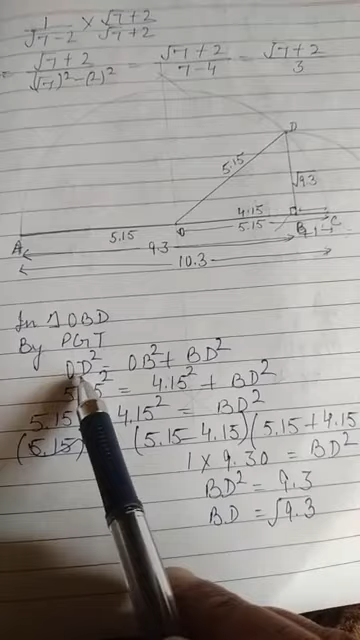 1/√7-2 × √7+2/√7+2
= √7+2/(√7)²-(2)² = √7+2/7-4 = √7+2/3
D
5.15
√9.3
4.15
A 5.15 O 5.15 B 1 C
9.3
10.3
In ΔOBD
By PGT
OD² = OB² + BD²
5.15² = 4.15² + BD²
5.15² 4.15² = BD²
(5.15 - 4.15)(5.15 + 4.15
1 × 9.30 = BD²
BD² = 9.3
BD = √9.3